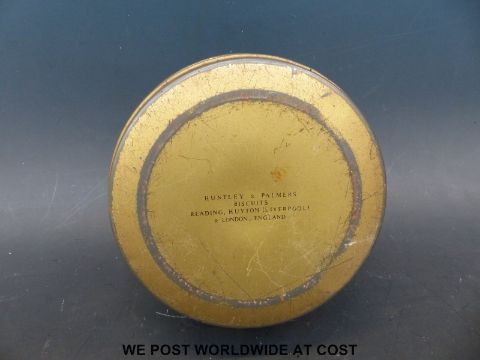 HUNTLEY & PALMERS
BISCUITS
READING, HUYTON (LIVERPOOL)
& LONDON, ENGLAND
WE POST WORLDWIDE AT COST